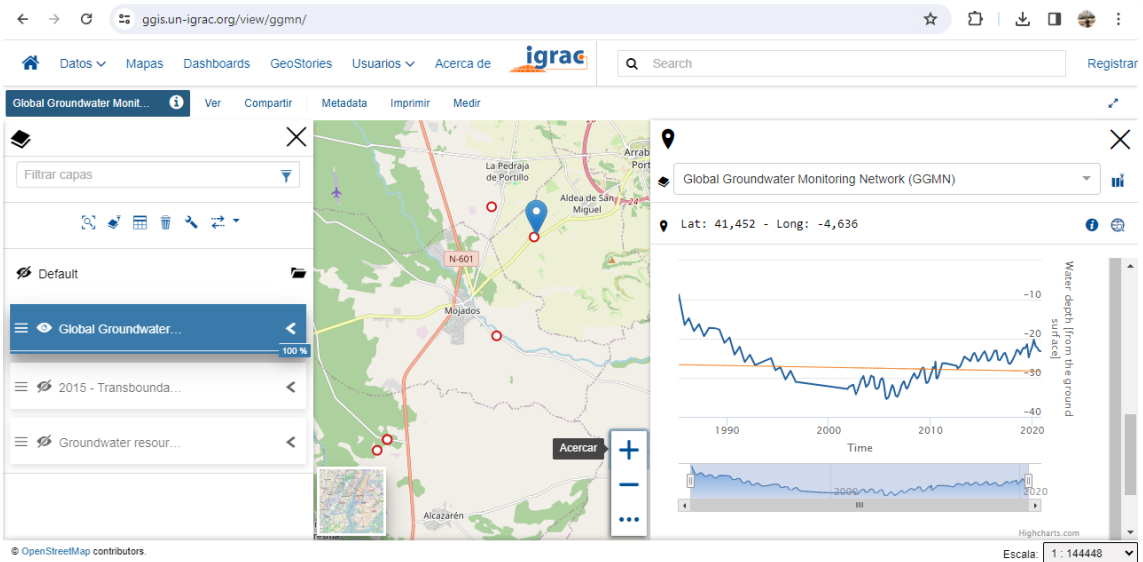 ggis.un-igrac.org/view/ggmn/
Datos Mapas Dashboards GeoStories Usuarios Acerca de igrac Search Registrar
Global Groundwater Monit... Ver Compartir Metadata Imprimir Medir
Filtrar capas
Default
Global Groundwater...
100 %
2015 - Transbounda...
Groundwater resour...
La Pedraja
de Portillo
Arrab
Port
Aldea de San
Miguel
N-601
Mojados
Alcazarén
Acercar
Global Groundwater Monitoring Network (GGMN)
Lat: 41,452 - Long: -4,636
-10
-20
-30
-40
Water depth [from the ground
surface]
1990 2000 2010 2020
Time
2000 2020
Highcharts.com
© OpenStreetMap contributors.
Escala: 1 : 144448